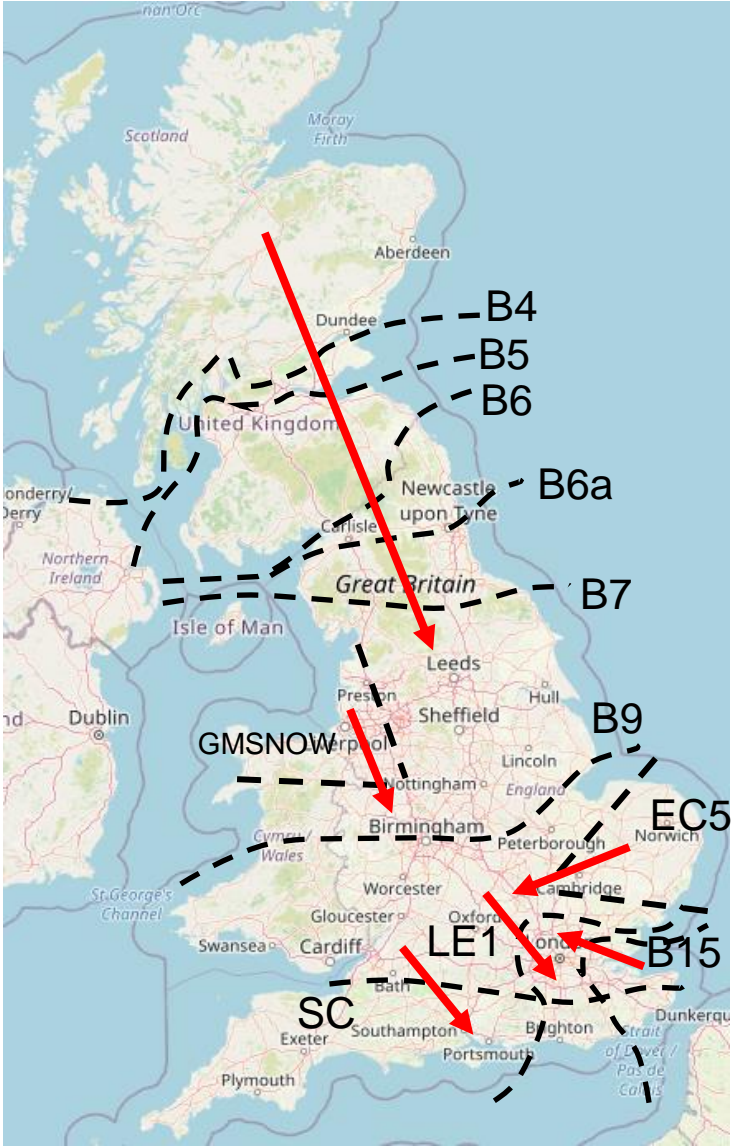 nan Orc
Moray
Firth
Scotland
Aberdeen
B4
Dundee
B5
B6
United Kingdom
B6a
Newcastle
upon Tyne
onderry/
Derry
Carlisle
Northern
Ireland
Great Britain
B7
Isle of Man
Leeds
Preston
Hull
B9
nd
Dublin
Sheffield
GMSNOW
erpool
Lincoln
Nottingham
England
EC5
Birmingham
Norwich
Cymru /
Wales
Peterborough
St George's
Channel
Worcester
Cambridge
Gloucester
Oxford
LE1
Swansea
Cardiff
B15
Bath
SC
Southampton
Brighton
Dunkerqu
Exeter
Portsmouth
Strait
of Dover /
Pas de
Calais
Plymouth